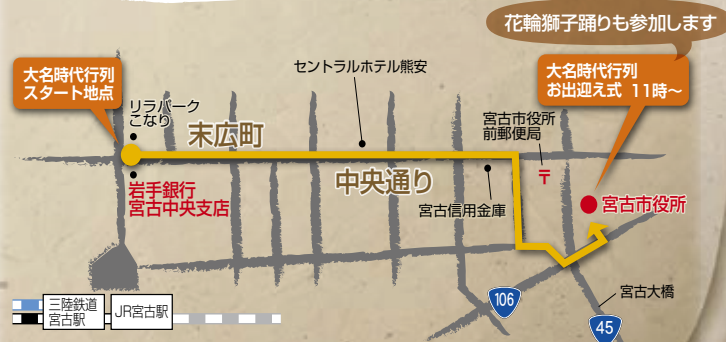 花輪獅子踊りも参加します
大名時代行列
スタート地点
リラパーク
こなり
セントラルホテル熊安
大名時代行列
お出迎え式 11時～
宮古市役所
前郵便局
〒
末広町
中央通り
岩手銀行
宮古中央支店
宮古信用金庫
宮古市役所
宮古大橋
106
45
三陸鉄道
宮古駅
JR宮古駅